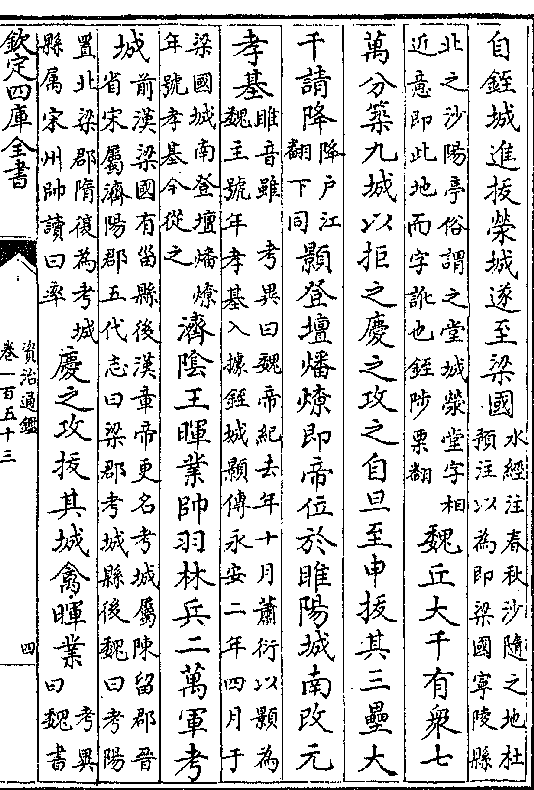 自銍城進拔榮城遂至梁國水經注春秋沙隨之地杜
預注以為即梁國寧陵縣
北之沙陽亭俗謂之堂城滎堂字相
近意即此地而字訛也銍陟栗翻
魏丘大千有衆七
萬分築九城以拒之慶之攻之自旦至申拔其三壘大
千請降降户江
翻下同
顥登壇燔燎即帝位於睢陽城南改元
孝基睢音雖 考異曰魏帝紀去年十月蕭衍以顥為
魏主號年孝基入據銍城顥傳永安二年四月于
梁國城南登壇燔燎
年號孝基今從之
濟陰王暉業帥羽林兵二萬軍考
城前漢梁國有甾縣後漢章帝更名考城屬陳留郡晉
省宋屬濟陽郡五代志曰梁郡考城縣後魏曰考陽
置北梁郡隋復為考城
縣屬宋州帥讀曰率
慶之攻拔其城禽暉業考異
曰魏書
欽定四庫全書
資治通鑑
卷一百五十三
四